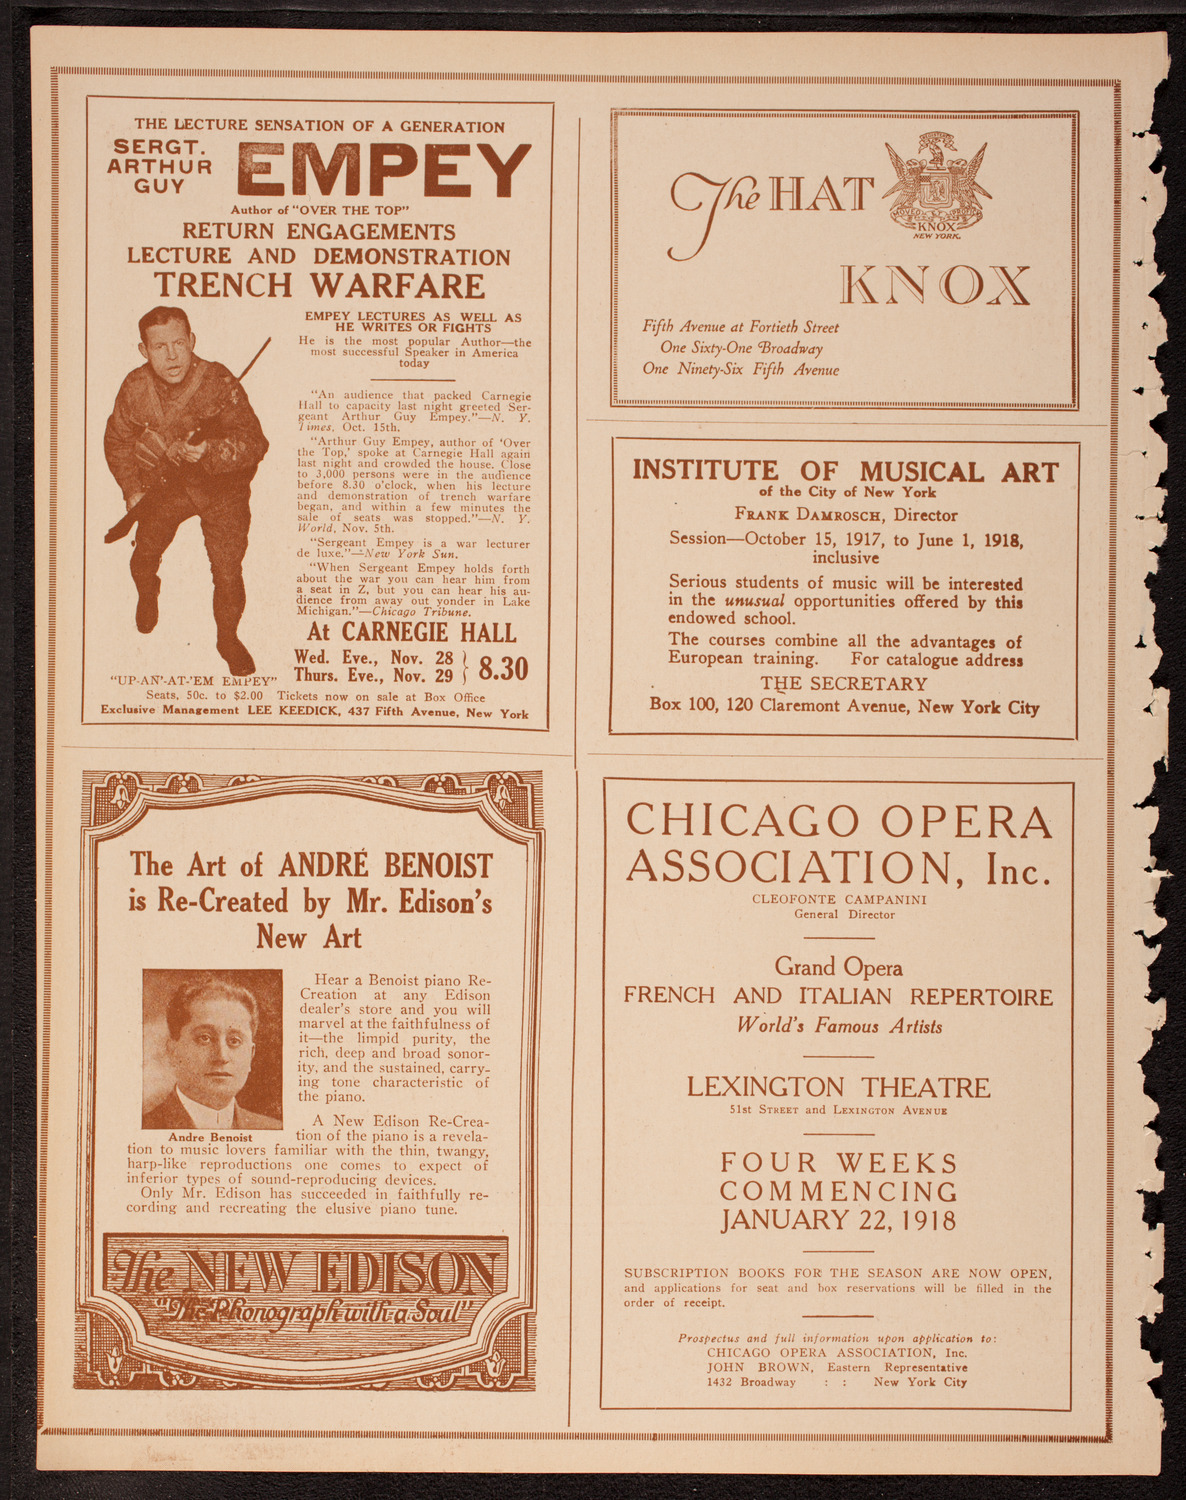 THE LECTURE SENSATION OF A GENERATION
SERGT.
ARTHUR
GUY
EMPEY
Author of "OVER THE TOP"
RETURN ENGAGEMENTS
LECTURE AND DEMONSTRATION
TRENCH WARFARE
EMPEY LECTURES AS WELL AS
HE WRITES OR FIGHTS
He is the most popular Author—the
most successful Speaker in America
today
"An audience that packed Carnegie
Hall to capacity last night greeted Ser-
geant Arthur Guy Empey."—N. Y.
Times, Oct. 15th.
"Arthur Guy Empey, author of 'Over
the Top,' spoke at Carnegie Hall again
last night and crowded the house. Close
to 3,000 persons were in the audience
before 8.30 o'clock, when his lecture
and demonstration of trench warfare
began, and within a few minutes the
sale of seats was stopped."—N. Y.
World, Nov. 5th.
"Sergeant Empey is a war lecturer
de luxe."—New York Sun.
"When Sergeant Empey holds forth
about the war you can hear him from
a seat in Z, but you can hear his au-
dience from away out yonder in Lake
Michigan."—Chicago Tribune.
At CARNEGIE HALL
Wed. Eve., Nov. 28
Thurs. Eve., Nov. 29 } 8.30
"UP-AN'-AT-'EM EMPEY"
Seats, 50c. to $2.00 Tickets now on sale at Box Office
Exclusive Management LEE KEEDICK, 437 Fifth Avenue, New York
The Art of ANDRÉ BENOIST
is Re-Created by Mr. Edison's
New Art
Hear a Benoist piano Re-
Creation at any Edison
dealer's store and you will
marvel at the faithfulness of
it—the limpid purity, the
rich, deep and broad sonor-
ity, and the sustained, carry-
ing tone characteristic of
the piano.
Andre Benoist
A New Edison Re-Crea-
tion of the piano is a revela-
tion to music lovers familiar with the thin, twangy,
harp-like reproductions one comes to expect of
inferior types of sound-reproducing devices.
Only Mr. Edison has succeeded in faithfully re-
cording and recreating the elusive piano tune.
The NEW EDISON
"The Phonograph with a Soul"
The HAT
KNOX
NEW YORK.
KNOX
Fifth Avenue at Fortieth Street
One Sixty-One Broadway
One Ninety-Six Fifth Avenue
INSTITUTE OF MUSICAL ART
of the City of New York
FRANK DAMROSCH, Director
Session—October 15, 1917, to June 1, 1918,
inclusive
Serious students of music will be interested
in the unusual opportunities offered by this
endowed school.
The courses combine all the advantages of
European training. For catalogue address
THE SECRETARY
Box 100, 120 Claremont Avenue, New York City
CHICAGO OPERA
ASSOCIATION, Inc.
CLEOFONTE CAMPANINI
General Director
Grand Opera
FRENCH AND ITALIAN REPERTOIRE
World's Famous Artists
LEXINGTON THEATRE
51st STREET and LEXINGTON AVENUE
FOUR WEEKS
COMMENCING
JANUARY 22, 1918
SUBSCRIPTION BOOKS FOR THE SEASON ARE NOW OPEN,
and applications for seat and box reservations will be filled in the
order of receipt.
Prospectus and full information upon application to:
CHICAGO OPERA ASSOCIATION, Inc.
JOHN BROWN, Eastern Representative
1432 Broadway : : New York City